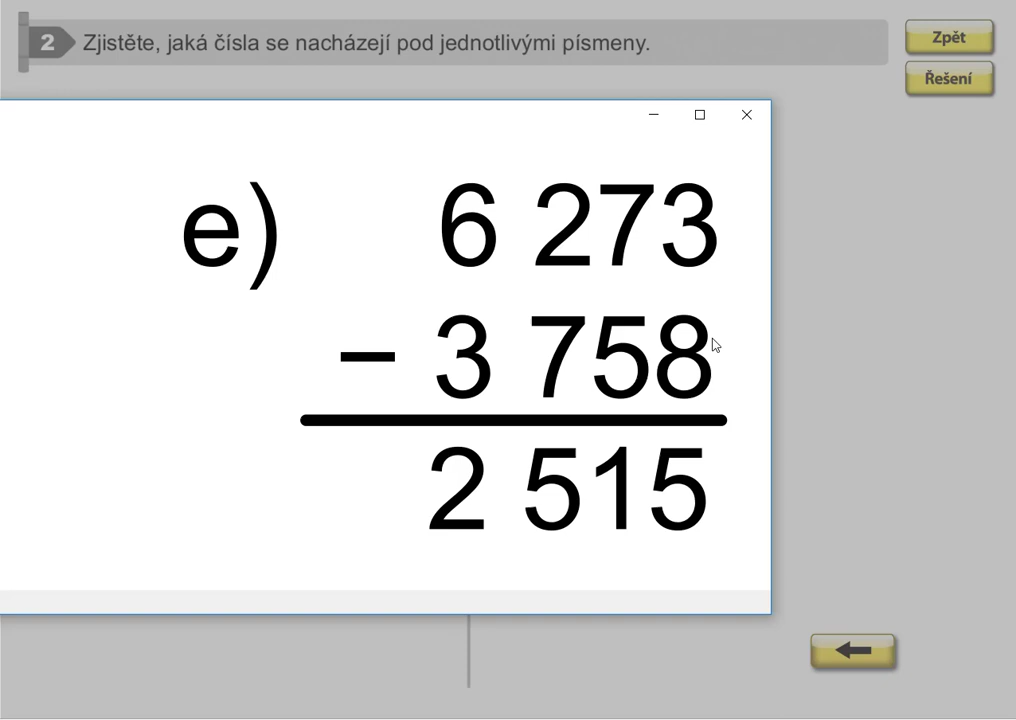 2 Zjistěte, jaká čísla se nacházejí pod jednotlivými písmeny.
Zpět
Řešení
e) 6 273
− 3 758
2 515